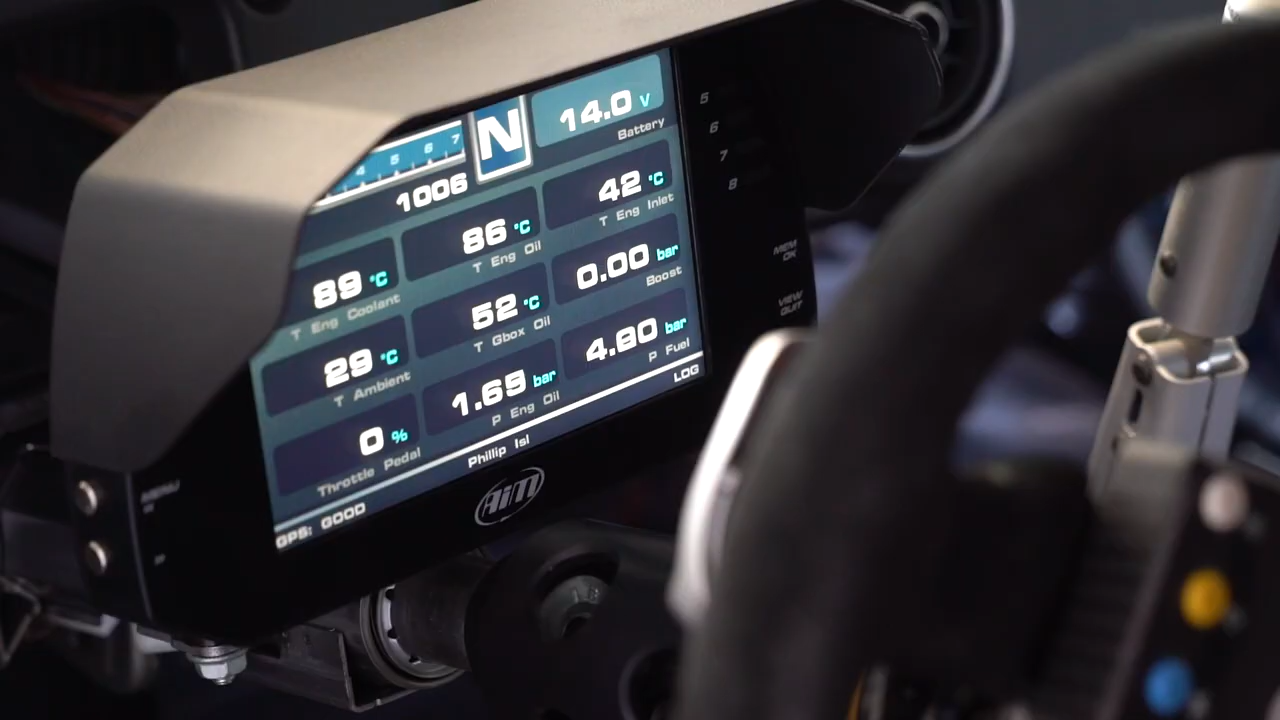 4 5 6 7
N
14.0 V
Battery
1006
89 °C
T Eng Coolant
86 °C
T Eng Oil
42 °C
T Eng Inlet
29 °C
T Ambient
52 °C
T Gbox Oil
0.00 bar
Boost
0 %
Throttle Pedal
1.65 bar
P Eng Oil
4.80 bar
P Fuel
GPS: GOOD
Phillip Isl
LOG
AiM
5
6
7
8
MEM
OK
VIEW
QUIT
MENU